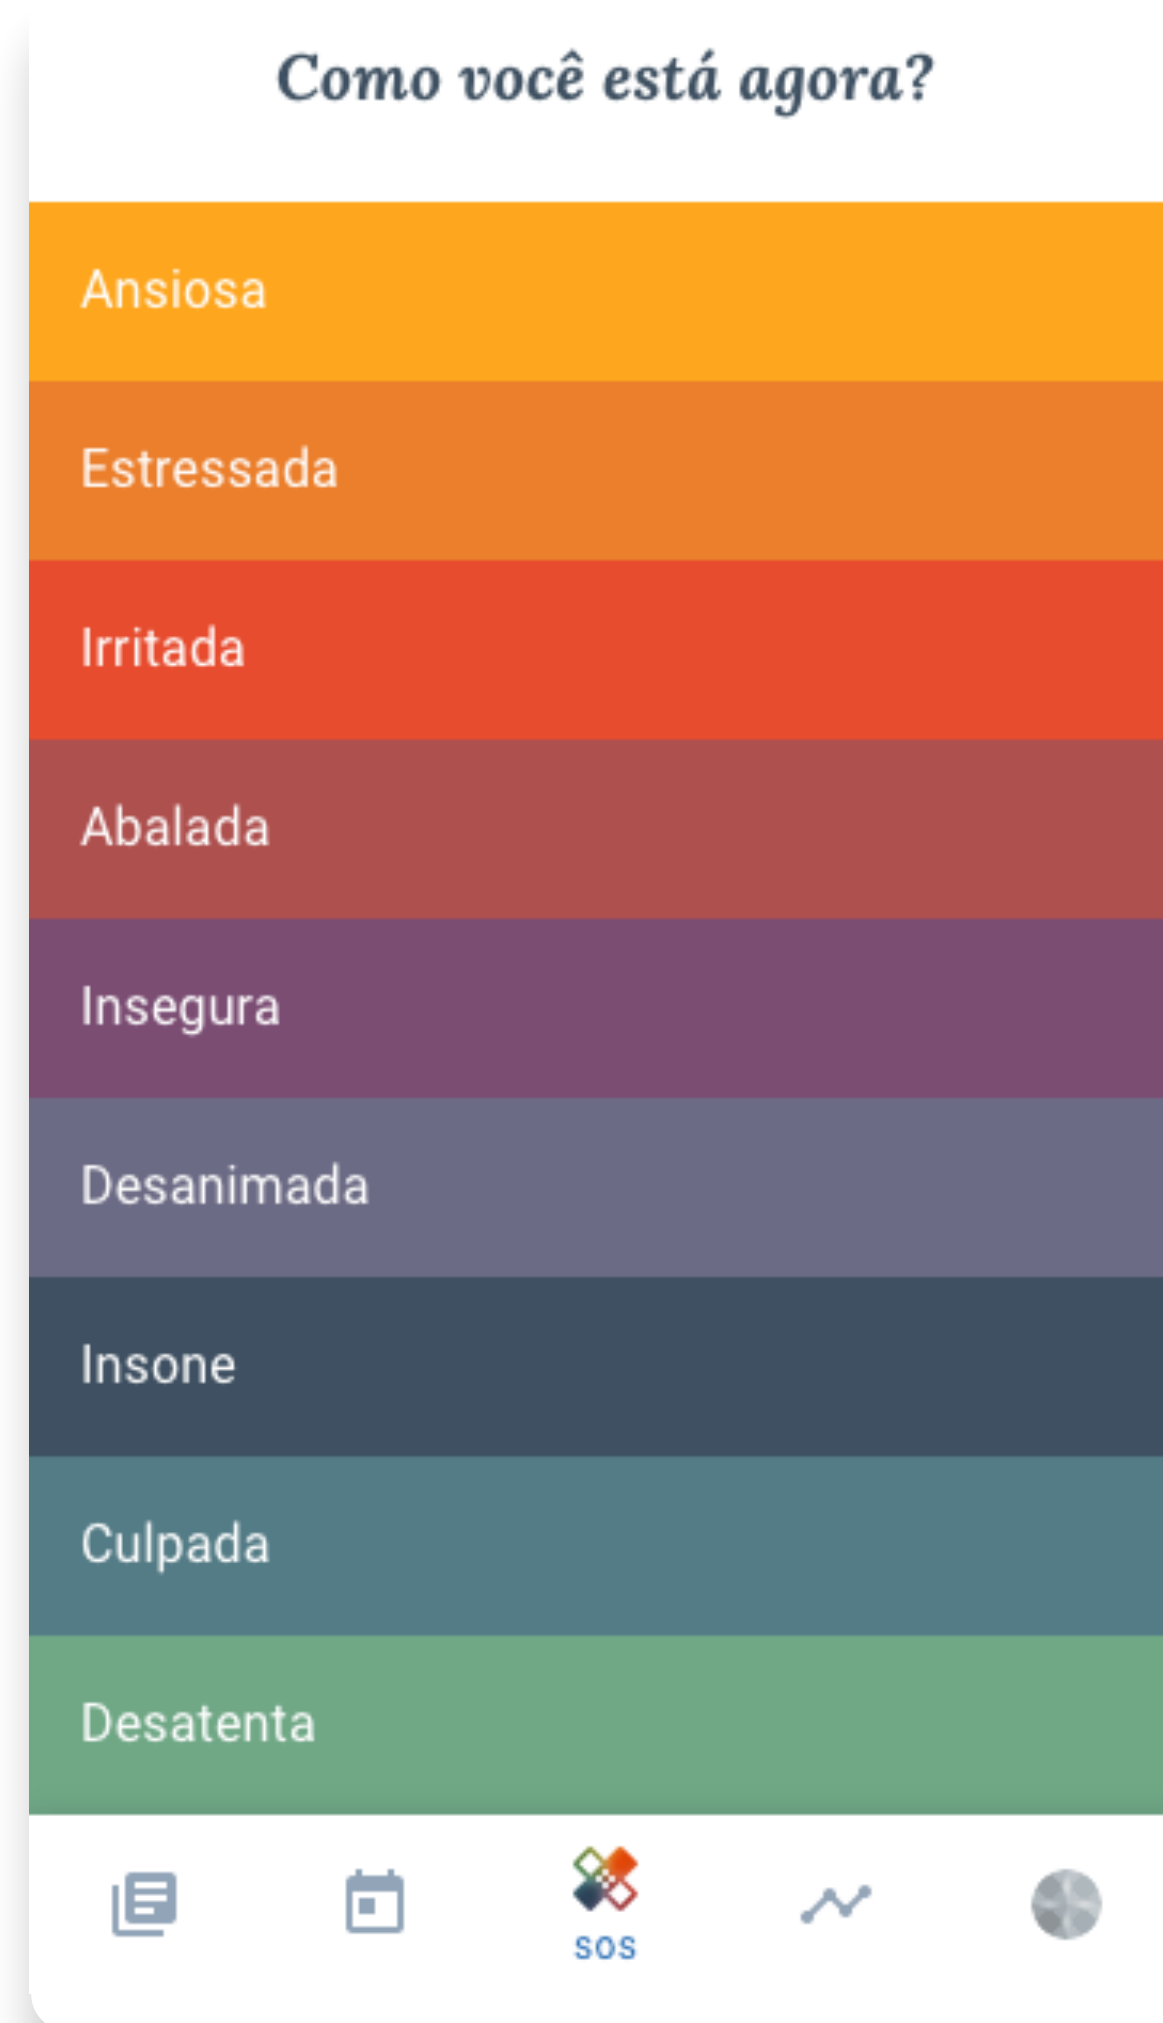 Como você está agora?
Ansiosa
Estressada
Irritada
Abalada
Insegura
Desanimada
Insone
Culpada
Desatenta
SOS